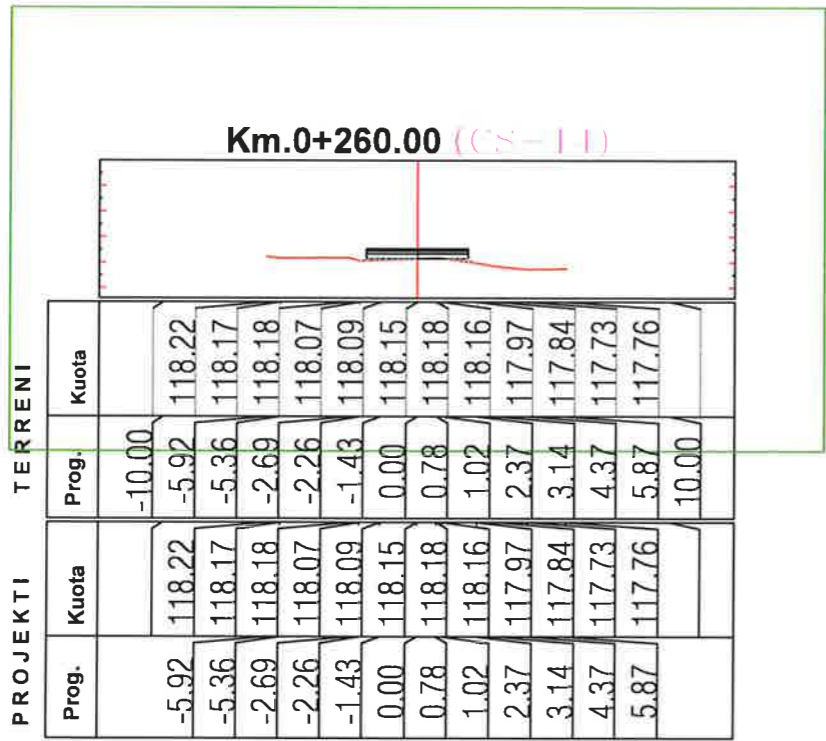 Km.0+260.00 (CS-14)
TERRENI
Kuota 118.22 118.17 118.18 118.07 118.09 118.15 118.18 118.16 117.97 117.84 117.73 117.76
Prog. -10.00 -5.92 -5.36 -2.69 -2.26 -1.43 0.00 0.78 1.02 2.37 3.14 4.37 5.87 10.00
PROJEKTI
Kuota 118.22 118.17 118.18 118.07 118.09 118.15 118.18 118.16 117.97 117.84 117.73 117.76
Prog. -5.92 -5.36 -2.69 -2.26 -1.43 0.00 0.78 1.02 2.37 3.14 4.37 5.87